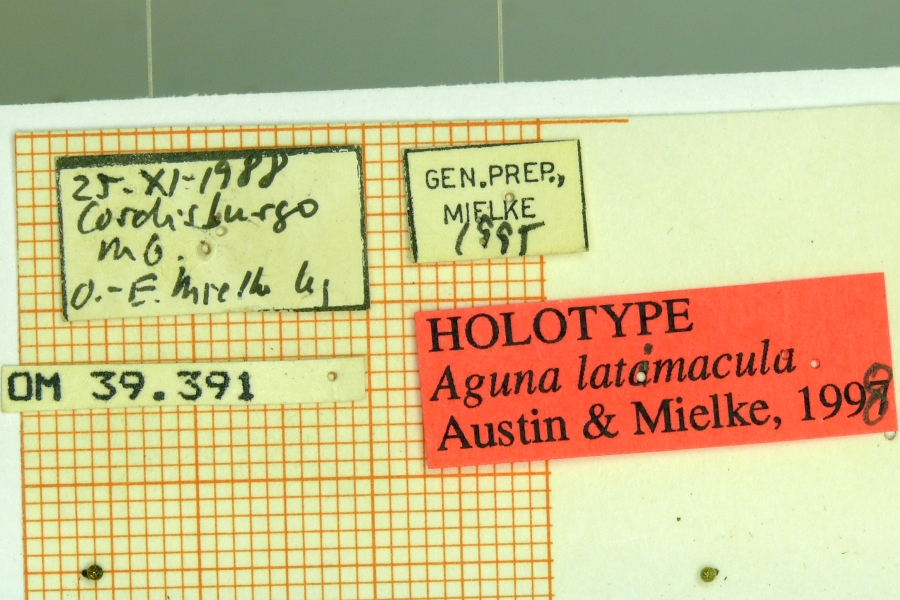 25-XI-1988
Cordisburgo
MG.
O.-E. Mielke leg
GEN.PREP.,
MIELKE
1995
OM 39.391
HOLOTYPE
Aguna latimacula
Austin & Mielke, 1998